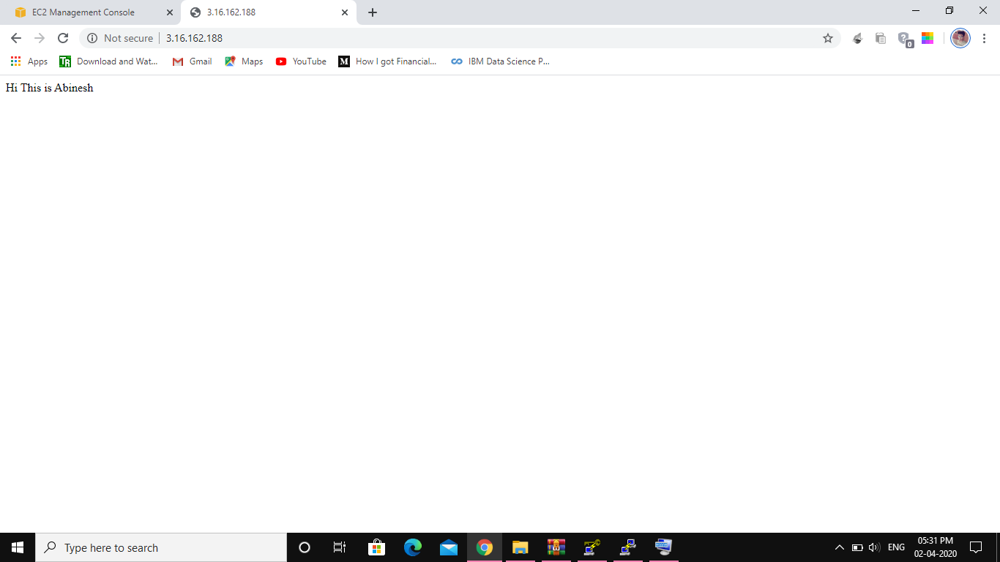 EC2 Management Console
3.16.162.188
Not secure
3.16.162.188
0
Apps
TR
Download and Wat...
Gmail
Maps
YouTube
M
How I got Financial...
IBM Data Science P...
Hi This is Abinesh
Type here to search
ENG
05:31 PM
02-04-2020